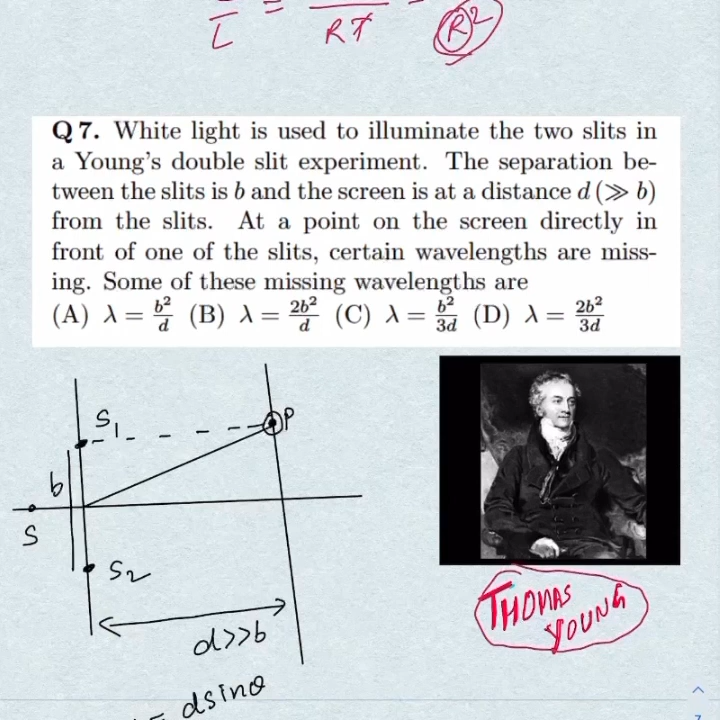 L = Rπ R2
Q 7. White light is used to illuminate the two slits in
a Young's double slit experiment. The separation be-
tween the slits is b and the screen is at a distance d (≫ b)
from the slits. At a point on the screen directly in
front of one of the slits, certain wavelengths are miss-
ing. Some of these missing wavelengths are
(A) λ = b²/d (B) λ = 2b²/d (C) λ = b²/3d (D) λ = 2b²/3d
S1
P
b
S
S2
d>>b
THOMAS
YOUNG
= dsinθ